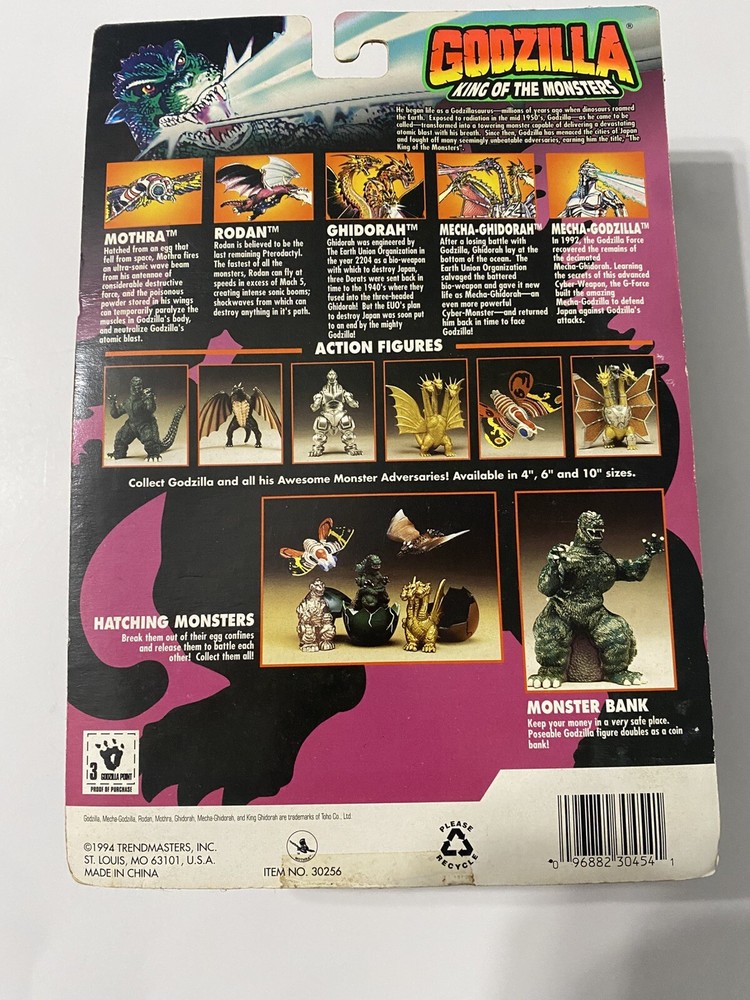 GODZILLA®
KING OF THE MONSTERS
He began life as a Godzillasaurus—millions of years ago when dinosaurs roamed
the Earth. Exposed to radiation in the mid 1950's, Godzilla—as he came to be
called—transformed into a towering monster capable of delivering a devastating
atomic blast with his breath. Since then, Godzilla has menaced the cities of Japan
and fought off many seemingly unbeatable adversaries, earning him the title, "The
King of the Monsters".
MOTHRA™
Hatched from an egg that
fell from space, Mothra fires
an ultra-sonic wave beam
from his antennae of
considerable destructive
force, and the poisonous
powder stored in his wings
can temporarily paralyze the
muscles in Godzilla's body,
and neutralize Godzilla's
atomic blast.
RODAN™
Rodan is believed to be the
last remaining Pterodactyl.
The fastest of all the
monsters, Rodan can fly at
speeds in excess of Mach 5,
creating intense sonic booms;
shockwaves from which can
destroy anything in it's path.
GHIDORAH™
Ghidorah was engineered by
The Earth Union Organization in
the year 2204 as a bio-weapon
with which to destroy Japan,
three Dorats were sent back in
time to the 1940's where they
fused into the three-headed
Ghidorah! But the EUO's plan
to destroy Japan was soon put
to an end by the mighty
Godzilla!
MECHA-GHIDORAH™
After a losing battle with
Godzilla, Ghidorah lay at the
bottom of the ocean. The
Earth Union Organization
salvaged the battered
bio-weapon and gave it new
life as Mecha-Ghidorah—an
even more powerful
Cyber-Monster—and returned
him back in time to face
Godzilla!
MECHA-GODZILLA™
In 1992, the Godzilla Force
recovered the remains of
the decimated
Mecha-Ghidorah. Learning
the secrets of this advanced
Cyber-Weapon, the G-Force
built the amazing
Mecha-Godzilla to defend
Japan against Godzilla's
attacks.
ACTION FIGURES
Collect Godzilla and all his Awesome Monster Adversaries! Available in 4", 6" and 10" sizes.
HATCHING MONSTERS
Break them out of their egg confines
and release them to battle each
other! Collect them all!
MONSTER BANK
Keep your money in a very safe place.
Poseable Godzilla figure doubles as a coin
bank!
3 GODZILLA POINT
PROOF OF PURCHASE
Godzilla, Mecha-Godzilla, Rodan, Mothra, Ghidorah, Mecha-Ghidorah, and King Ghidorah are trademarks of Toho Co., Ltd.
©1994 TRENDMASTERS, INC.
ST. LOUIS, MO 63101, U.S.A.
MADE IN CHINA
ITEM NO. 30256
PLEASE
RECYCLE
0 96882 30454 1